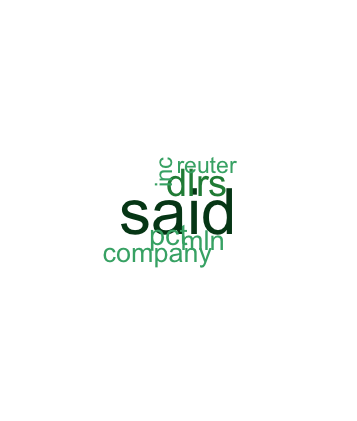 inc
reuter
dlrs
said
pct
mln
company